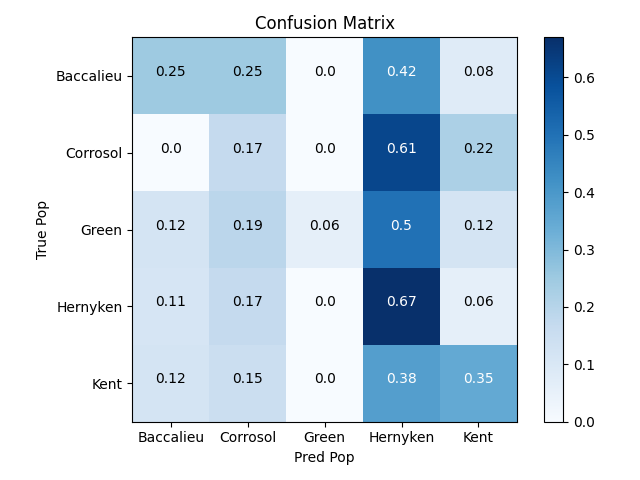 Confusion Matrix
Baccalieu 0.25 0.25 0.0 0.42 0.08
Corrosol 0.0 0.17 0.0 0.61 0.22
Green 0.12 0.19 0.06 0.5 0.12
Hernyken 0.11 0.17 0.0 0.67 0.06
Kent 0.12 0.15 0.0 0.38 0.35
Baccalieu Corrosol Green Hernyken Kent
Pred Pop
True Pop
0.6
0.5
0.4
0.3
0.2
0.1
0.0